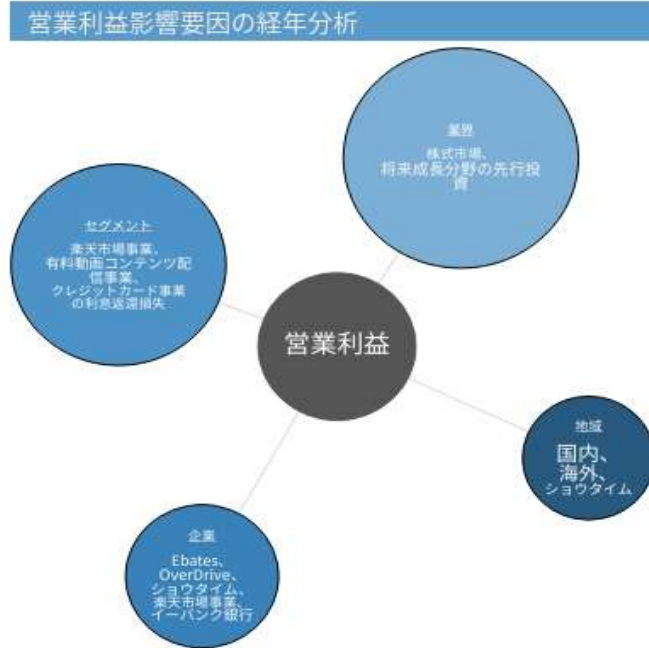 営業利益影響要因の経年分析
業界
株式市場、
将来成長分野の先行投
資
セグメント
楽天市場事業、
有料動画コンテンツ配
信事業、
クレジットカード事業
の利息返還損失
営業利益
地域
国内、
海外、
ショウタイム
企業
Ebates、
OverDrive、
ショウタイム、
楽天市場事業、
イーバンク銀行